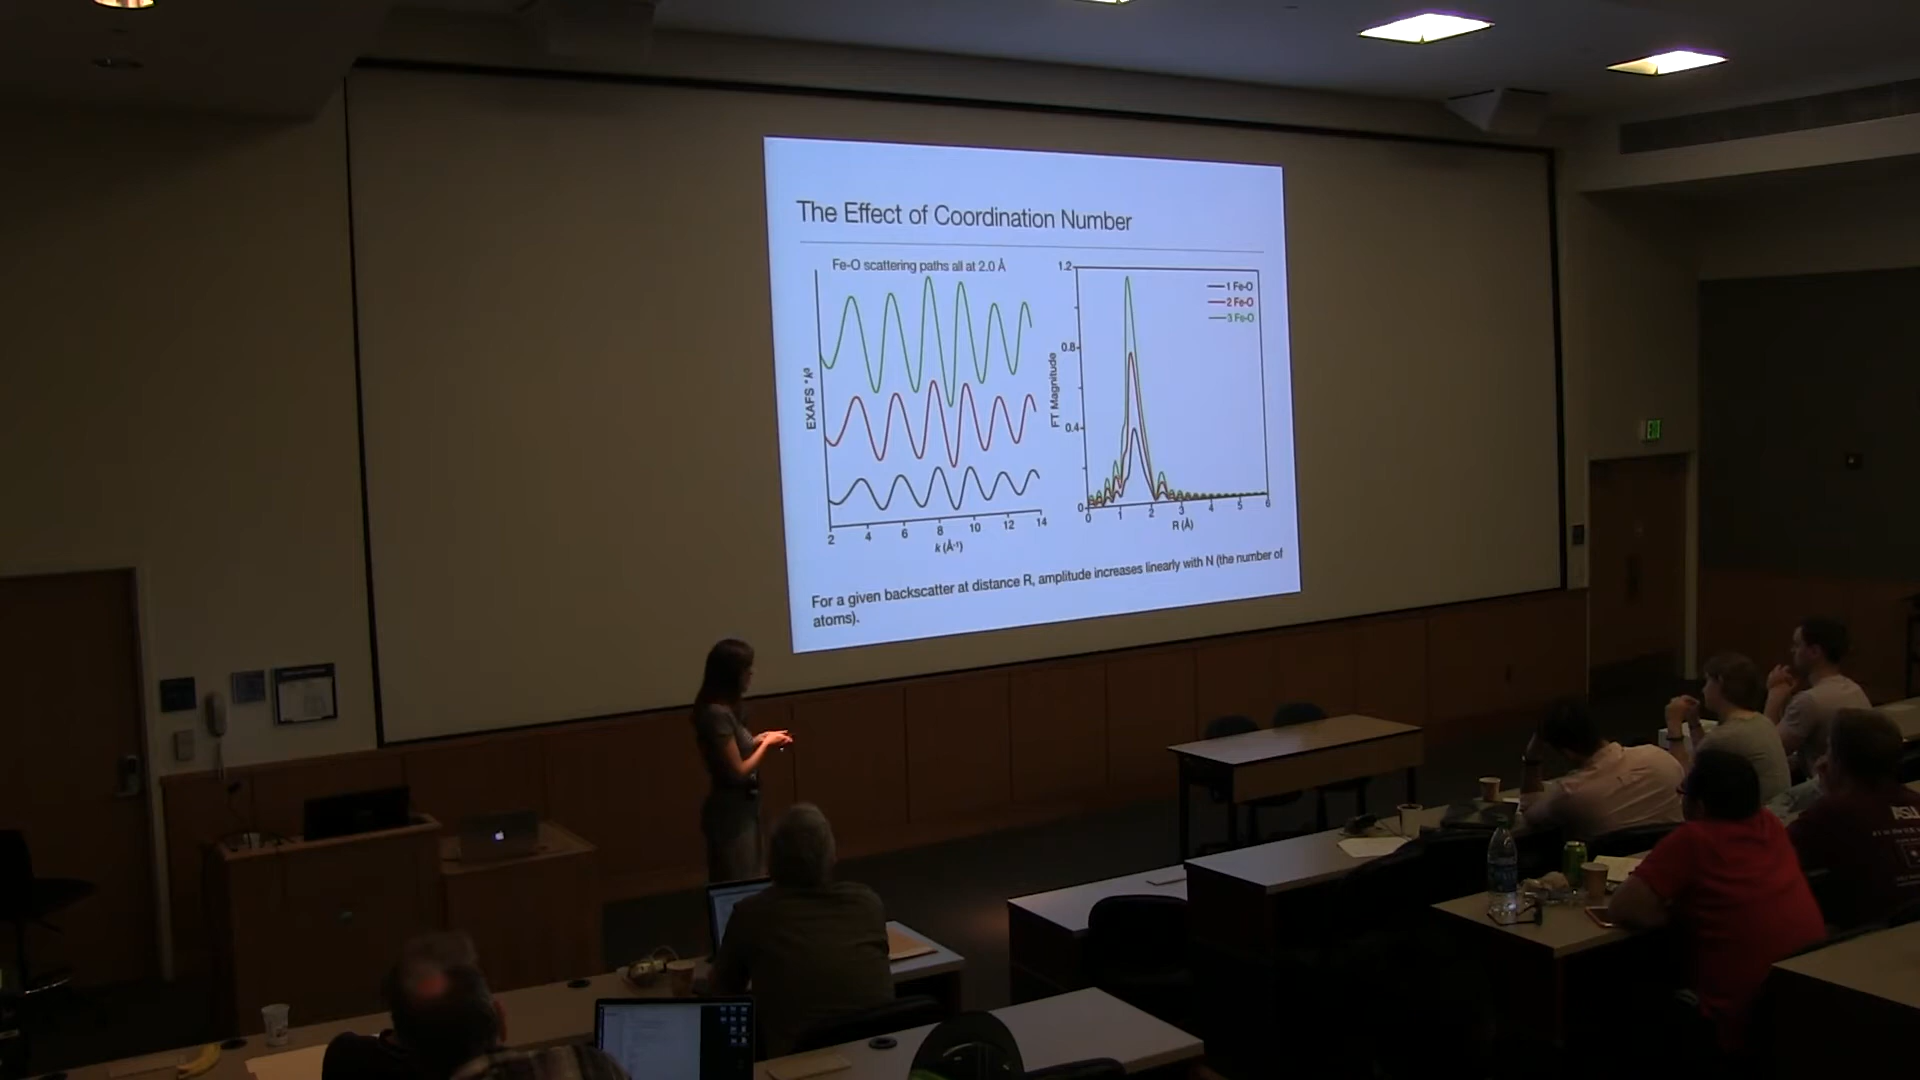 The Effect of Coordination Number
Fe-O scattering paths all at 2.0 Å
EXAFS * k³
2 4 6 8 10 12 14
k (Å⁻¹)
1.2
0.8
0.4
0
FT Magnitude
1 Fe-O
2 Fe-O
3 Fe-O
0 1 2 3 4 5 6
R (Å)
For a given backscatter at distance R, amplitude increases linearly with N (the number of
atoms).